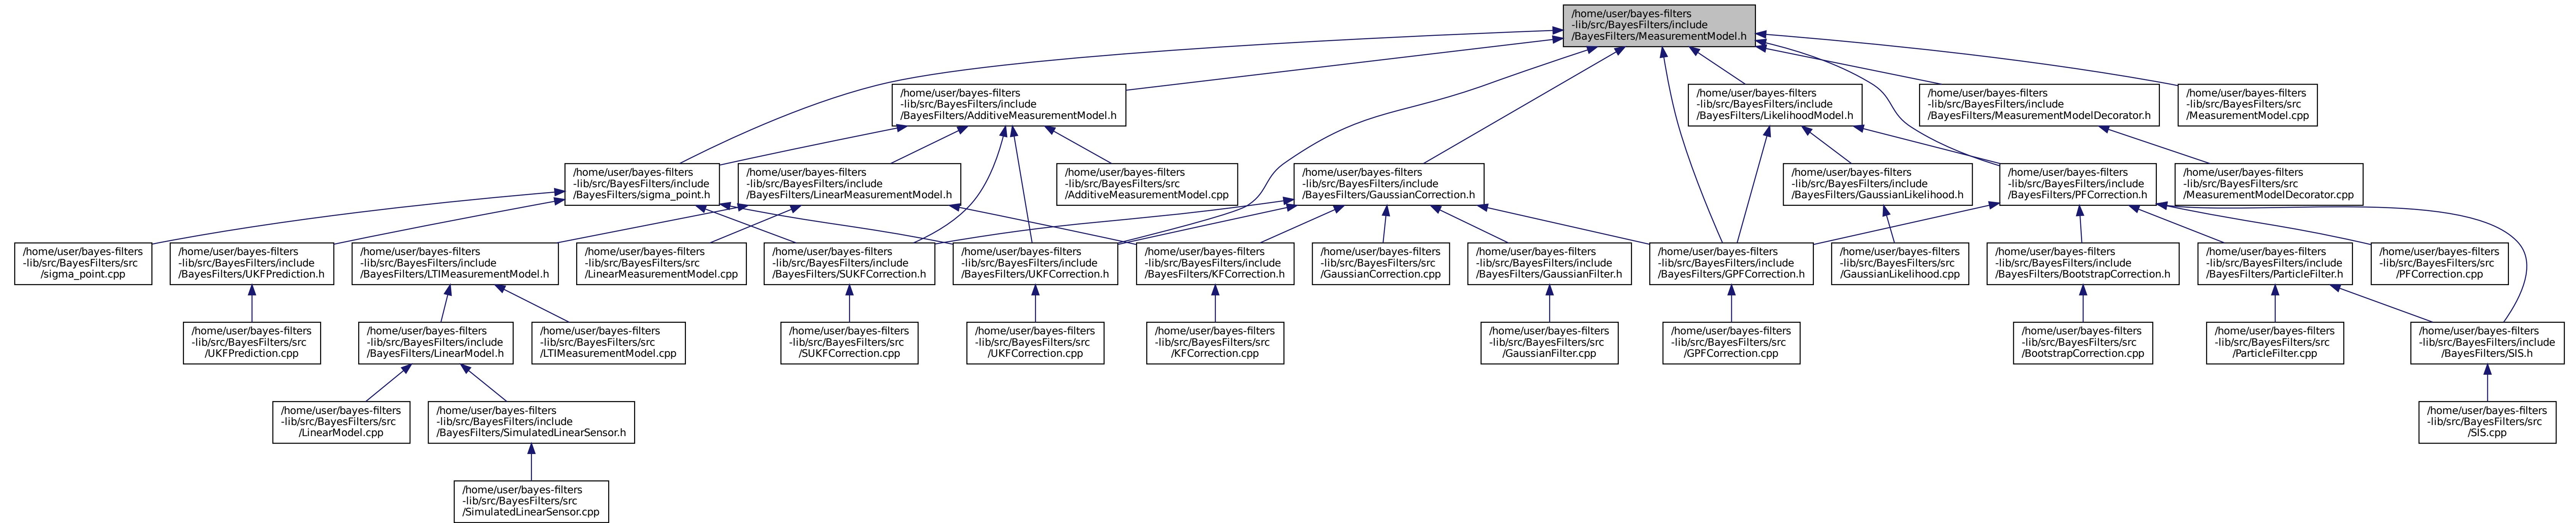 /home/user/bayes-filters
-lib/src/BayesFilters/include
/BayesFilters/MeasurementModel.h
/home/user/bayes-filters
-lib/src/BayesFilters/include
/BayesFilters/AdditiveMeasurementModel.h
/home/user/bayes-filters
-lib/src/BayesFilters/include
/BayesFilters/LikelihoodModel.h
/home/user/bayes-filters
-lib/src/BayesFilters/include
/BayesFilters/MeasurementModelDecorator.h
/home/user/bayes-filters
-lib/src/BayesFilters/src
/MeasurementModel.cpp
/home/user/bayes-filters
-lib/src/BayesFilters/include
/BayesFilters/sigma_point.h
/home/user/bayes-filters
-lib/src/BayesFilters/include
/BayesFilters/LinearMeasurementModel.h
/home/user/bayes-filters
-lib/src/BayesFilters/src
/AdditiveMeasurementModel.cpp
/home/user/bayes-filters
-lib/src/BayesFilters/include
/BayesFilters/GaussianCorrection.h
/home/user/bayes-filters
-lib/src/BayesFilters/include
/BayesFilters/GaussianLikelihood.h
/home/user/bayes-filters
-lib/src/BayesFilters/include
/BayesFilters/PFCorrection.h
/home/user/bayes-filters
-lib/src/BayesFilters/src
/MeasurementModelDecorator.cpp
/home/user/bayes-filters
-lib/src/BayesFilters/src
/sigma_point.cpp
/home/user/bayes-filters
-lib/src/BayesFilters/include
/BayesFilters/UKFPrediction.h
/home/user/bayes-filters
-lib/src/BayesFilters/include
/BayesFilters/LTIMeasurementModel.h
/home/user/bayes-filters
-lib/src/BayesFilters/src
/LinearMeasurementModel.cpp
/home/user/bayes-filters
-lib/src/BayesFilters/include
/BayesFilters/SUKFCorrection.h
/home/user/bayes-filters
-lib/src/BayesFilters/include
/BayesFilters/UKFCorrection.h
/home/user/bayes-filters
-lib/src/BayesFilters/include
/BayesFilters/KFCorrection.h
/home/user/bayes-filters
-lib/src/BayesFilters/src
/GaussianCorrection.cpp
/home/user/bayes-filters
-lib/src/BayesFilters/include
/BayesFilters/GaussianFilter.h
/home/user/bayes-filters
-lib/src/BayesFilters/include
/BayesFilters/GPFCorrection.h
/home/user/bayes-filters
-lib/src/BayesFilters/src
/GaussianLikelihood.cpp
/home/user/bayes-filters
-lib/src/BayesFilters/include
/BayesFilters/BootstrapCorrection.h
/home/user/bayes-filters
-lib/src/BayesFilters/include
/BayesFilters/ParticleFilter.h
/home/user/bayes-filters
-lib/src/BayesFilters/src
/PFCorrection.cpp
/home/user/bayes-filters
-lib/src/BayesFilters/src
/UKFPrediction.cpp
/home/user/bayes-filters
-lib/src/BayesFilters/include
/BayesFilters/LinearModel.h
/home/user/bayes-filters
-lib/src/BayesFilters/src
/LTIMeasurementModel.cpp
/home/user/bayes-filters
-lib/src/BayesFilters/src
/SUKFCorrection.cpp
/home/user/bayes-filters
-lib/src/BayesFilters/src
/UKFCorrection.cpp
/home/user/bayes-filters
-lib/src/BayesFilters/src
/KFCorrection.cpp
/home/user/bayes-filters
-lib/src/BayesFilters/src
/GaussianFilter.cpp
/home/user/bayes-filters
-lib/src/BayesFilters/src
/GPFCorrection.cpp
/home/user/bayes-filters
-lib/src/BayesFilters/src
/BootstrapCorrection.cpp
/home/user/bayes-filters
-lib/src/BayesFilters/src
/ParticleFilter.cpp
/home/user/bayes-filters
-lib/src/BayesFilters/include
/BayesFilters/SIS.h
/home/user/bayes-filters
-lib/src/BayesFilters/src
/LinearModel.cpp
/home/user/bayes-filters
-lib/src/BayesFilters/include
/BayesFilters/SimulatedLinearSensor.h
/home/user/bayes-filters
-lib/src/BayesFilters/src
/SIS.cpp
/home/user/bayes-filters
-lib/src/BayesFilters/src
/SimulatedLinearSensor.cpp